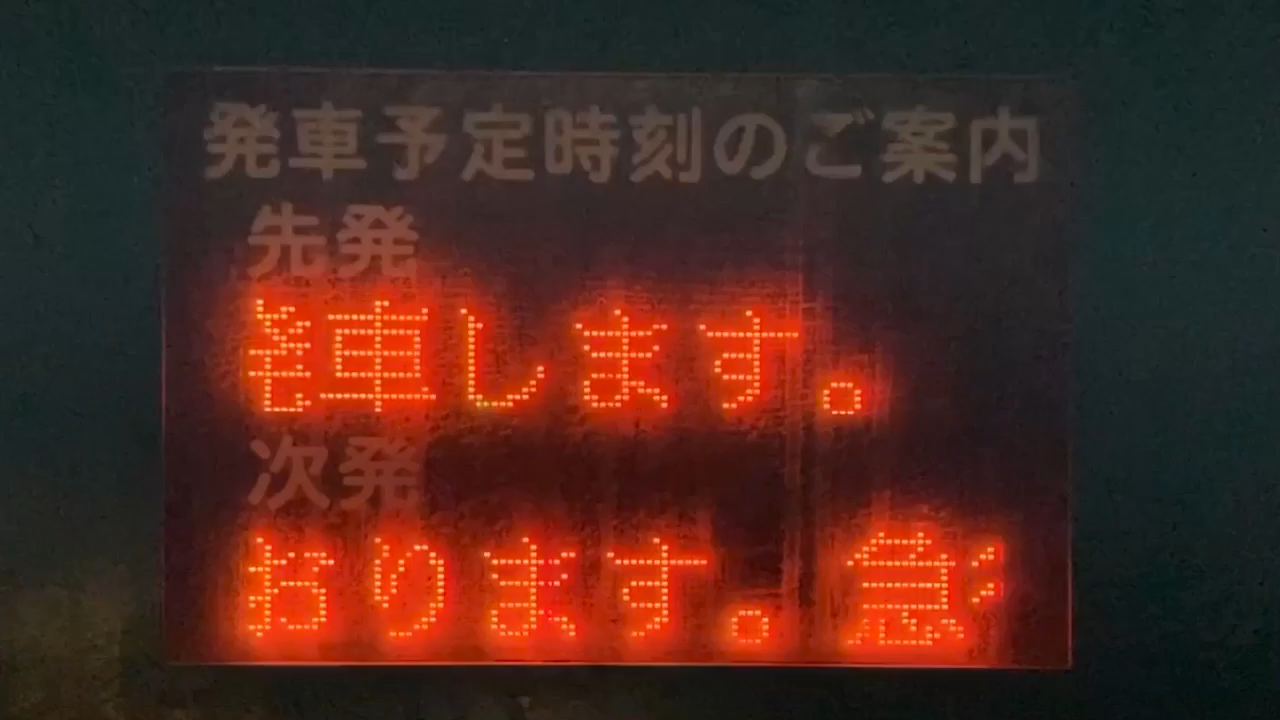 発車予定時刻のご案内
先発
車します。
次発
おります。急